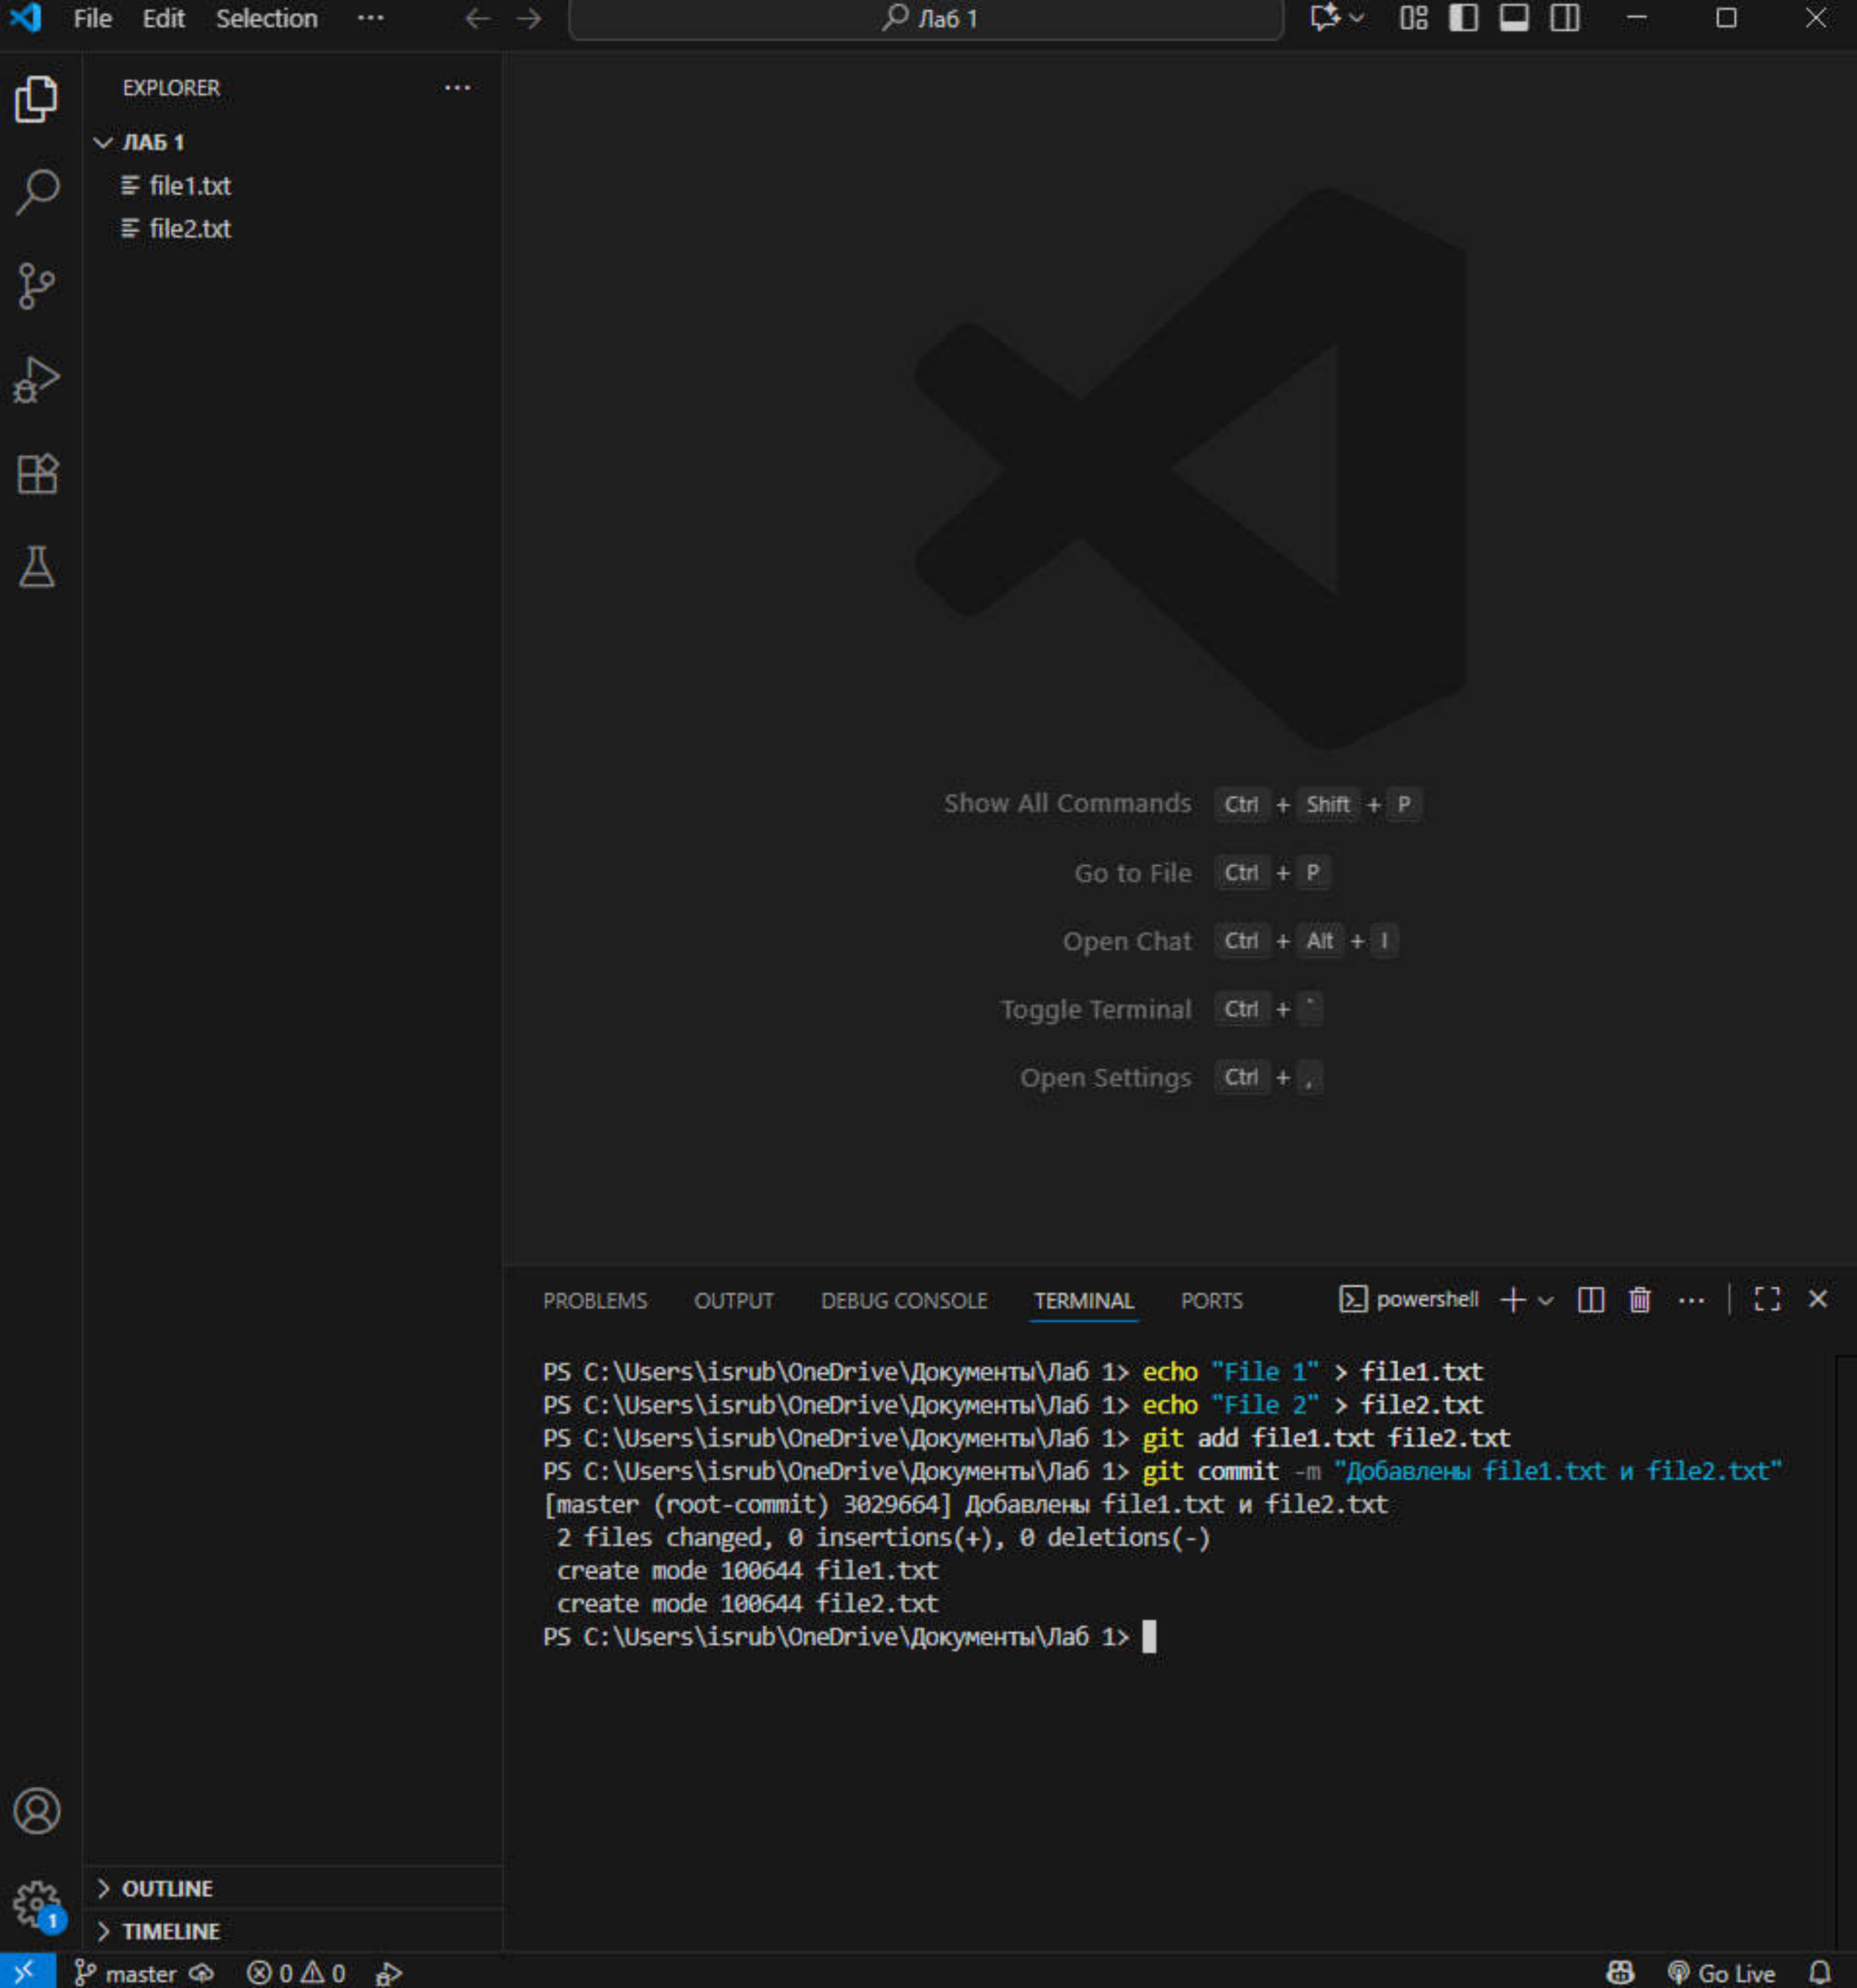 File Edit Selection ··· Лаб 1
EXPLORER ···
ЛАБ 1
file1.txt
file2.txt
Show All Commands Ctrl + Shift + P
Go to File Ctrl + P
Open Chat Ctrl + Alt + I
Toggle Terminal Ctrl + `
Open Settings Ctrl + ,
PROBLEMS OUTPUT DEBUG CONSOLE TERMINAL PORTS powershell ···
PS C:\Users\isrub\OneDrive\Документы\Лаб 1> echo "File 1" > file1.txt
PS C:\Users\isrub\OneDrive\Документы\Лаб 1> echo "File 2" > file2.txt
PS C:\Users\isrub\OneDrive\Документы\Лаб 1> git add file1.txt file2.txt
PS C:\Users\isrub\OneDrive\Документы\Лаб 1> git commit -m "Добавлены file1.txt и file2.txt"
[master (root-commit) 3029664] Добавлены file1.txt и file2.txt
2 files changed, 0 insertions(+), 0 deletions(-)
create mode 100644 file1.txt
create mode 100644 file2.txt
PS C:\Users\isrub\OneDrive\Документы\Лаб 1>
OUTLINE
1
TIMELINE
master 0 0 Go Live